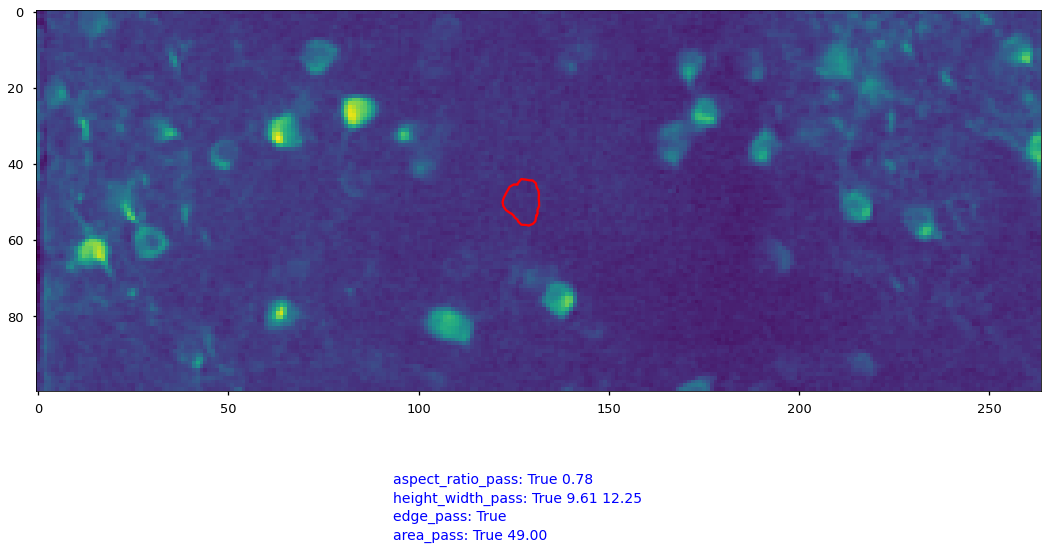 0
20
40
60
80
0 50 100 150 200 250
aspect_ratio_pass: True 0.78
height_width_pass: True 9.61 12.25
edge_pass: True
area_pass: True 49.00